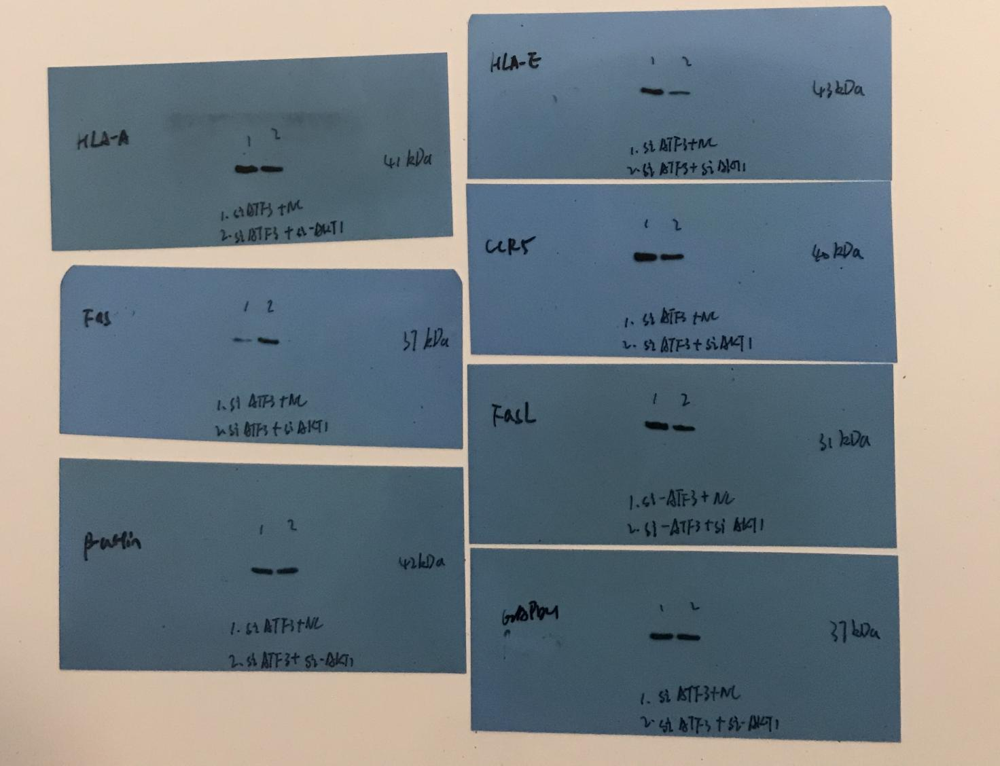 HLA-A
1 2
41 kDa
1. si ATF3 + NC
2. si ATF3 + si-AKT1
Fas
1 2
37 kDa
1. si ATF3 + NC
2. si ATF3 + si AKT1
β-actin
1 2
42 kDa
1. si ATF3 + NC
2. si ATF3 + si-AKT1
HLA-E
1 2
43 kDa
1. si ATF3 + NC
2. si ATF3 + si AKT1
CCR5
1 2
40 kDa
1. si ATF3 + NC
2. si ATF3 + si AKT1
FasL
1 2
31 kDa
1. si-ATF3 + NC
2. si-ATF3 + si AKT1
GAPDH
1 2
37 kDa
1. si ATF3 + NC
2. si ATF3 + si-AKT1